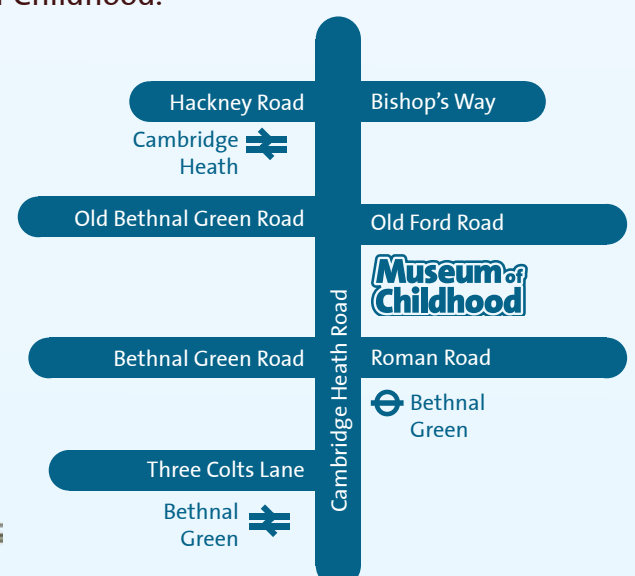 Childhood.
Hackney Road
Bishop's Way
Cambridge
Heath
Old Bethnal Green Road
Old Ford Road
Museum of
Childhood
Cambridge Heath Road
Bethnal Green Road
Roman Road
Bethnal
Green
Three Colts Lane
Bethnal
Green